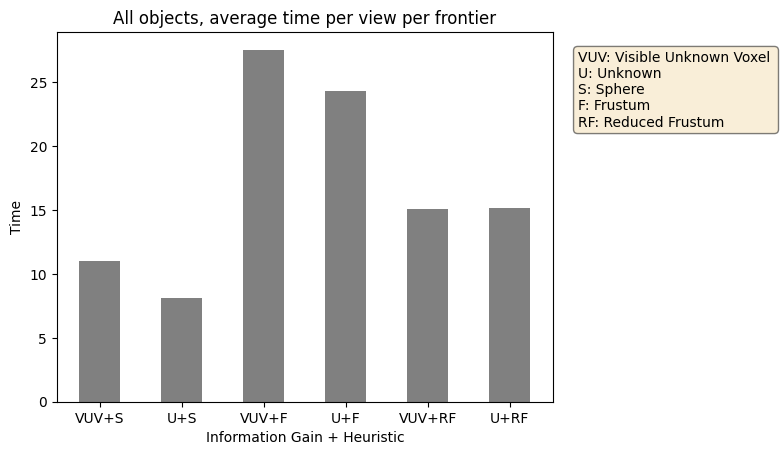 All objects, average time per view per frontier
VUV: Visible Unknown Voxel
U: Unknown
S: Sphere
F: Frustum
RF: Reduced Frustum
Time
25
20
15
10
5
0
VUV+S U+S VUV+F U+F VUV+RF U+RF
Information Gain + Heuristic